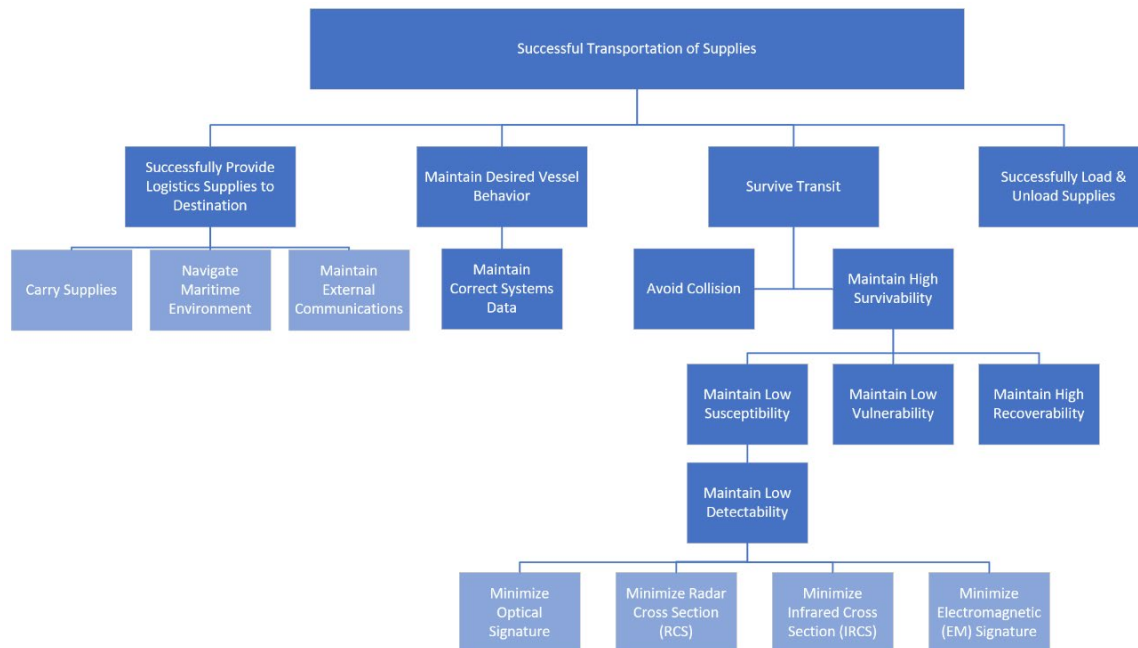 Successful Transportation of Supplies
Successfully Provide
Logistics Supplies to
Destination
Maintain Desired Vessel
Behavior
Survive Transit
Successfully Load &
Unload Supplies
Carry Supplies
Navigate
Maritime
Environment
Maintain
External
Communications
Maintain
Correct Systems
Data
Avoid Collision
Maintain High
Survivability
Maintain Low
Susceptibility
Maintain Low
Vulnerability
Maintain High
Recoverability
Maintain Low
Detectability
Minimize
Optical
Signature
Minimize Radar
Cross Section
(RCS)
Minimize
Infrared Cross
Section (IRCS)
Minimize
Electromagnetic
(EM) Signature